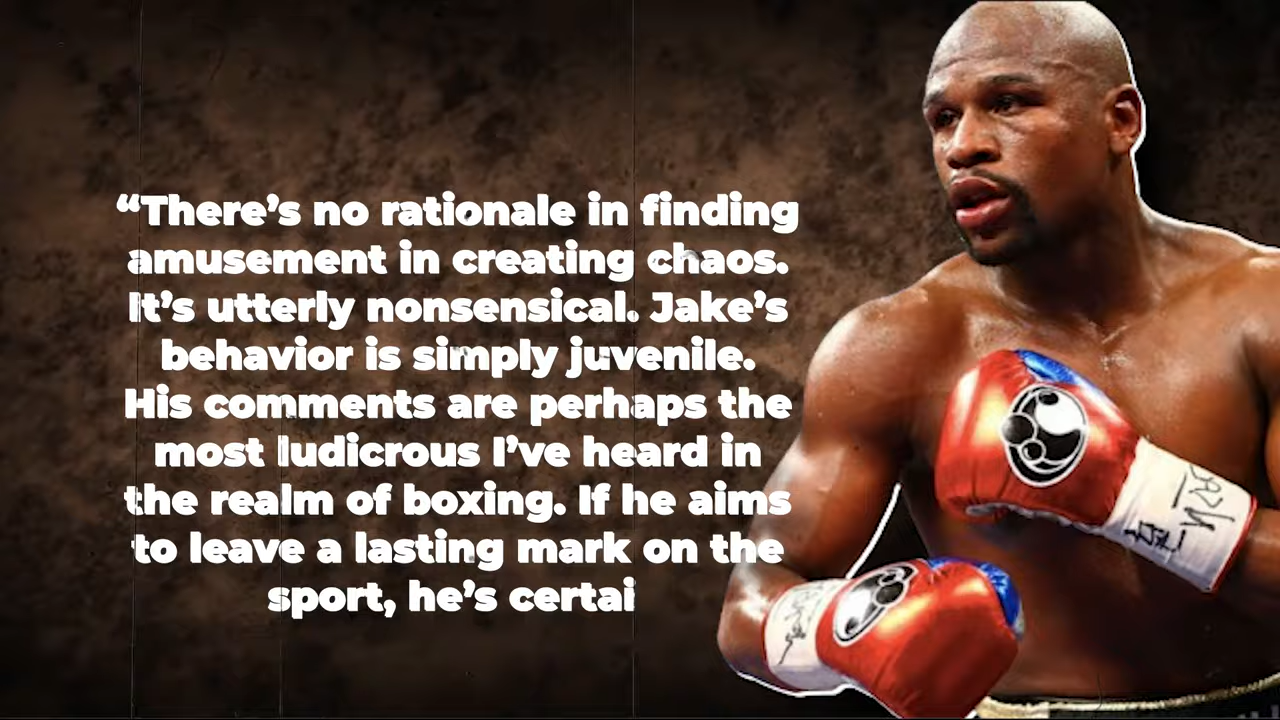 “There’s no rationale in finding
amusement in creating chaos.
It’s utterly nonsensical. Jake’s
behavior is simply juvenile.
His comments are perhaps the
most ludicrous I’ve heard in
the realm of boxing. If he aims
to leave a lasting mark on the
sport, he’s certai